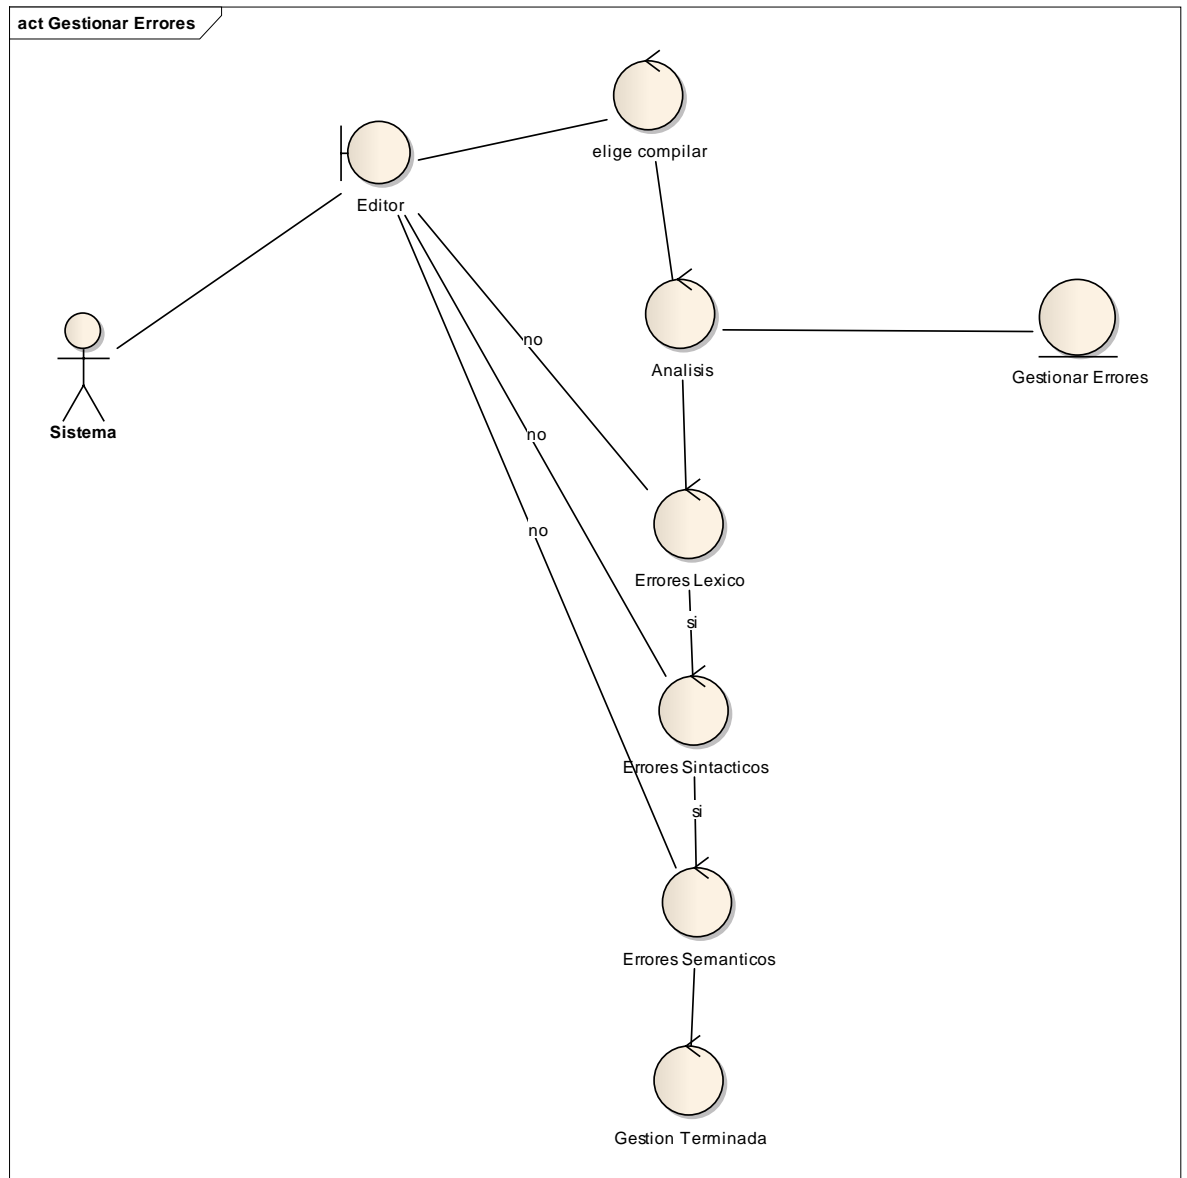 act Gestionar Errores
elige compilar
Editor
no
Analisis
Gestionar Errores
Sistema
no
no
Errores Lexico
si
Errores Sintacticos
si
Errores Semanticos
Gestion Terminada